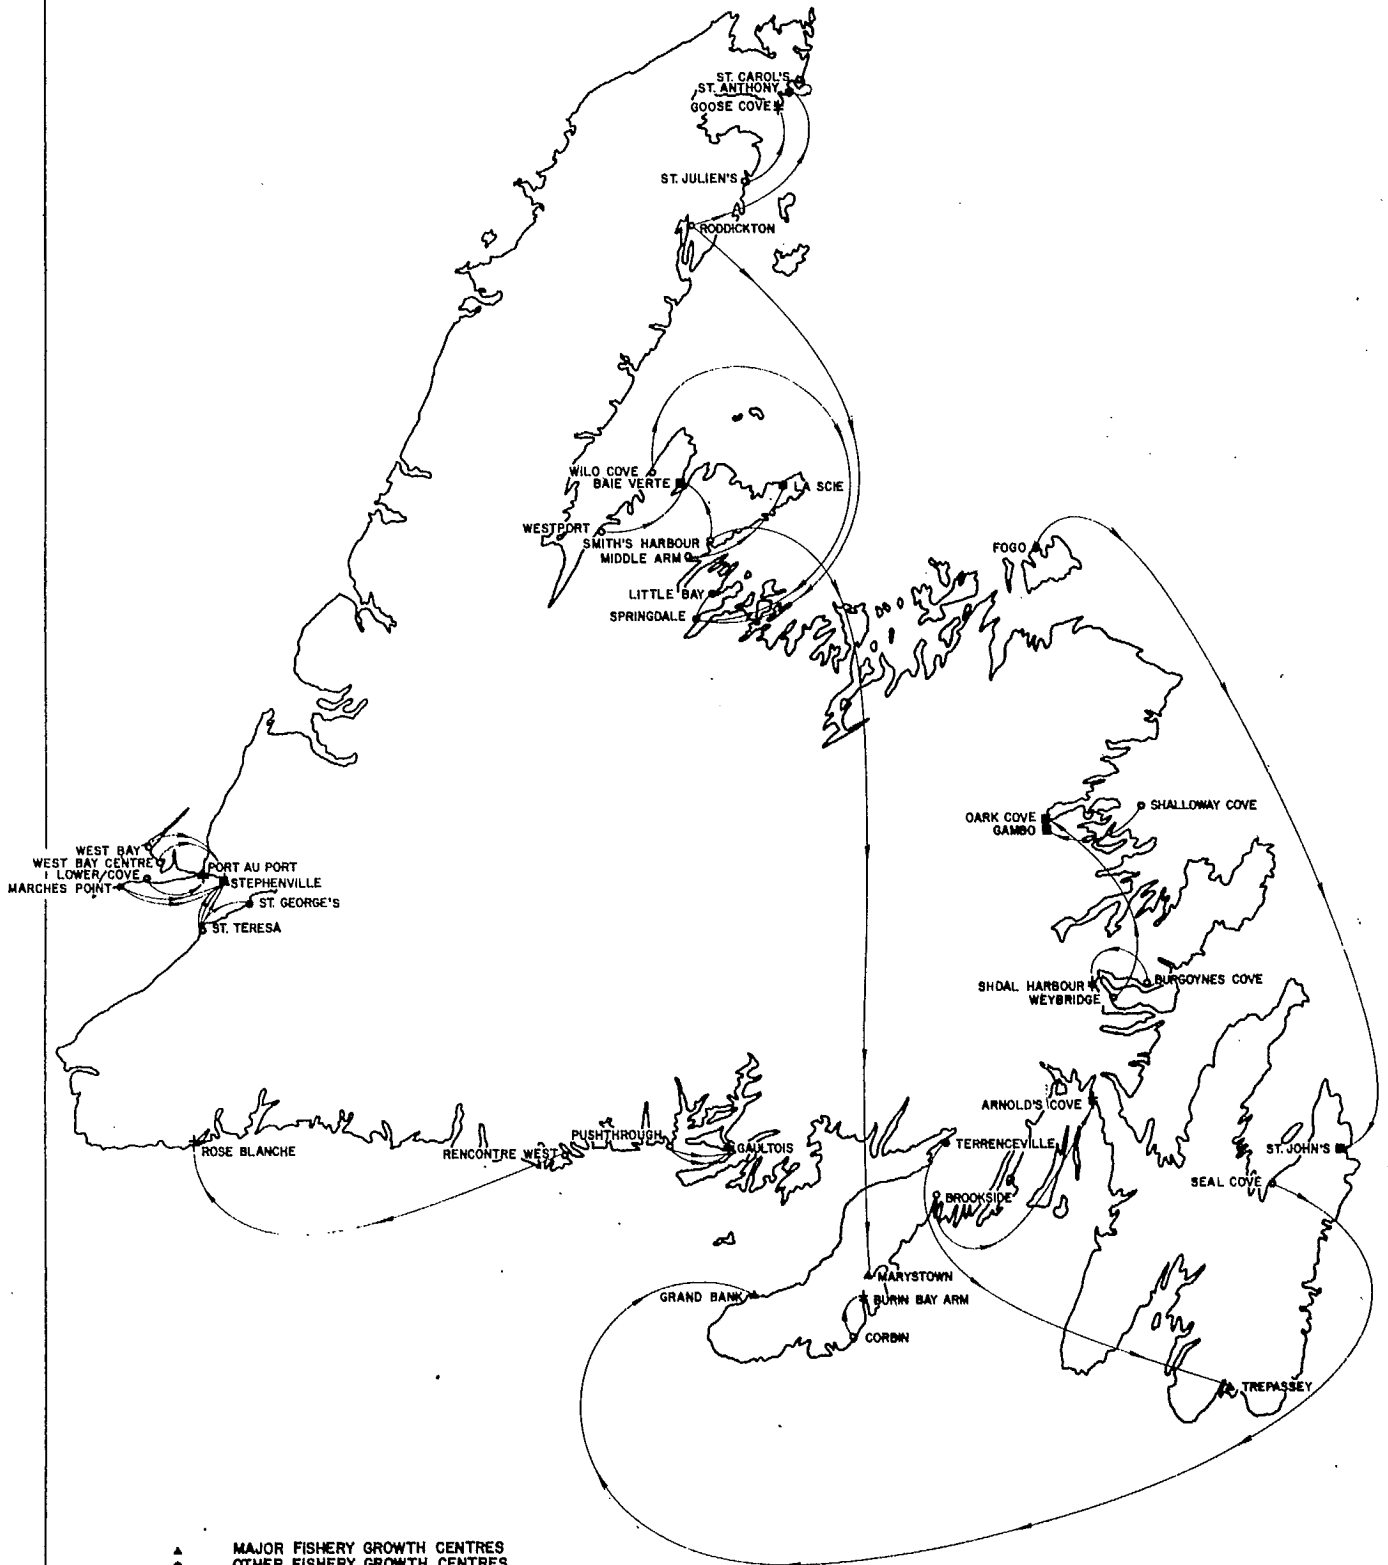 ST. CAROL'S
ST. ANTHONY
GOOSE COVE
ST. JULIEN'S
RODDICKTON
WILO COVE
BAIE VERTE
LA SCIE
WESTPORT
SMITH'S HARBOUR
MIDDLE ARM
FOGO
LITTLE BAY
SPRINGDALE
SHALLOWAY COVE
OARK COVE
GAMBO
WEST BAY
WEST BAY CENTRE
LOWER COVE
MARCHES POINT
PORT AU PORT
STEPHENVILLE
ST. GEORGE'S
ST. TERESA
SHOAL HARBOUR
WEYBRIDGE
BURGOYNES COVE
ARNOLD'S COVE
ROSE BLANCHE
RENCONTRE WEST
PUSHTHROUGH
GAULTOIS
TERRENCEVILLE
ST. JOHN'S
SEAL COVE
BROOKSIDE
MARYSTOWN
GRAND BANK
BURIN BAY ARM
CORBIN
TREPASSEY
MAJOR FISHERY GROWTH CENTRES
OTHER FISHERY GROWTH CENTRES